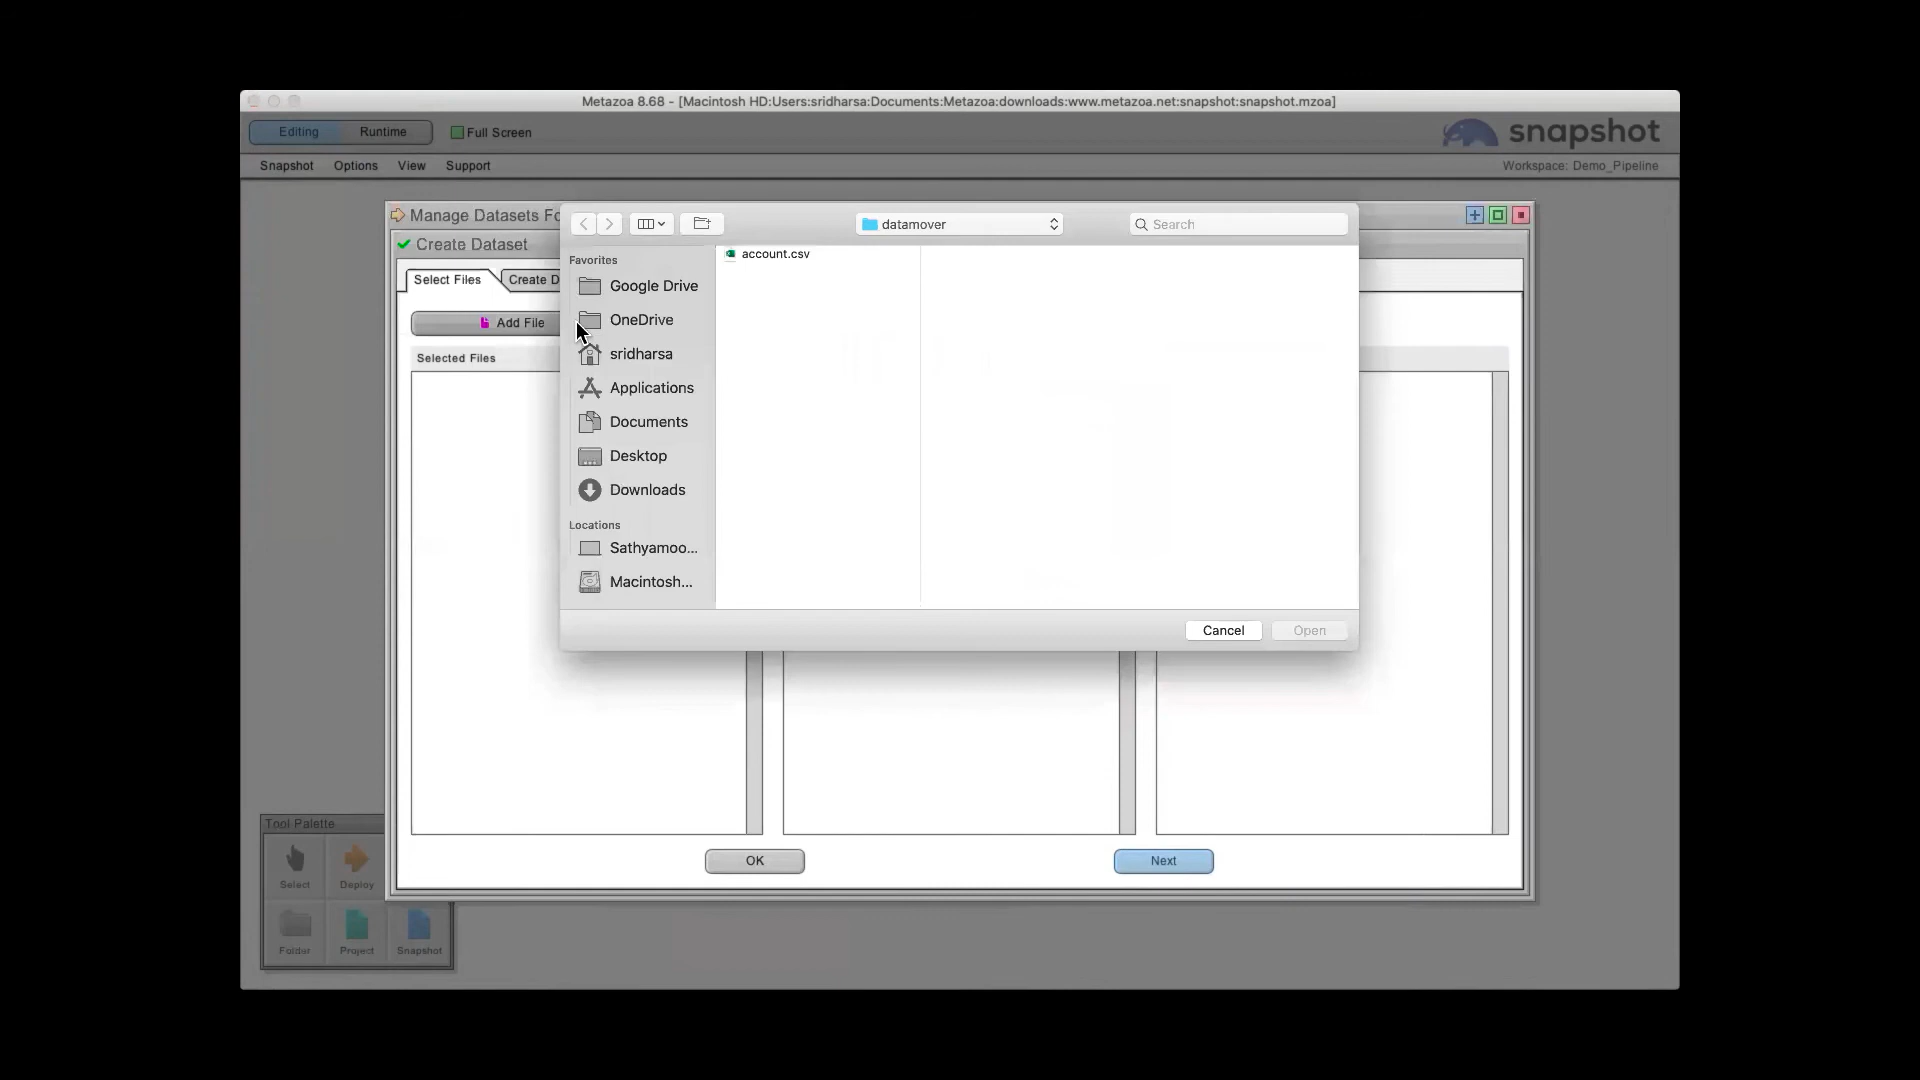 Metazoa 8.68 - [Macintosh HD:Users:sridharsa:Documents:Metazoa:downloads:www.metazoa.net:snapshot:snapshot.mzoa]
Editing Runtime Full Screen snapshot
Snapshot Options View Support Workspace: Demo_Pipeline
Manage Datasets Fo
Create Dataset
Select Files Create D
Add File
Selected Files
datamover Search
Favorites
Google Drive
OneDrive
sridharsa
Applications
Documents
Desktop
Downloads
Locations
Sathyamoo...
Macintosh...
account.csv
Cancel Open
OK Next
Tool Palette
Select Deploy
Folder Project Snapshot